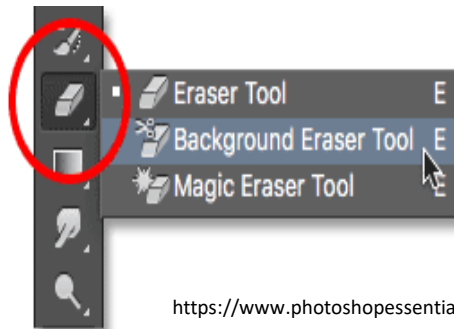 Eraser Tool E
Background Eraser Tool E
Magic Eraser Tool E
https://www.photoshopessentia